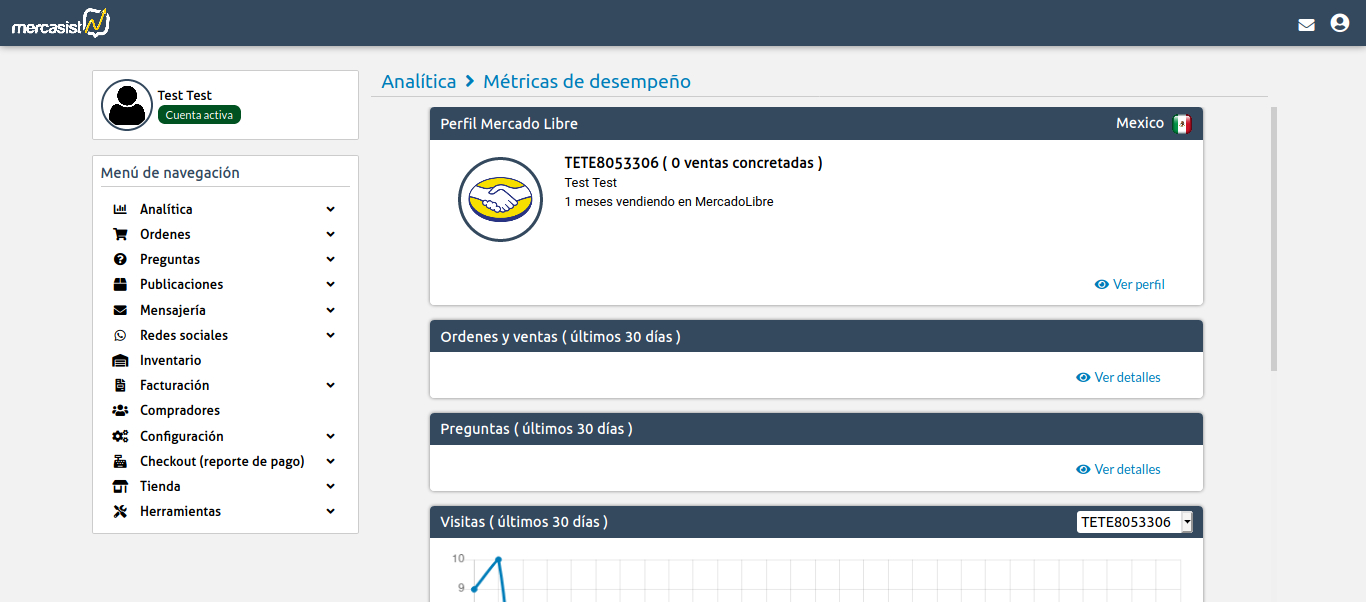 mercasist
Test Test
Cuenta activa
Menú de navegación
Analítica
Ordenes
Preguntas
Publicaciones
Mensajería
Redes sociales
Inventario
Facturación
Compradores
Configuración
Checkout (reporte de pago)
Tienda
Herramientas
Analítica > Métricas de desempeño
Perfil Mercado Libre Mexico
TETE8053306 ( 0 ventas concretadas )
Test Test
1 meses vendiendo en MercadoLibre
Ver perfil
Ordenes y ventas ( últimos 30 días )
Ver detalles
Preguntas ( últimos 30 días )
Ver detalles
Visitas ( últimos 30 días ) TETE8053306
10
9